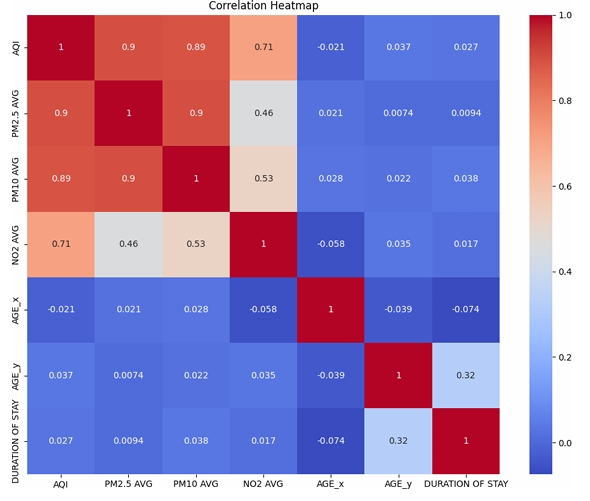 Correlation Heatmap
AQI 1 0.9 0.89 0.71 -0.021 0.037 0.027
PM2.5 AVG 0.9 1 0.9 0.46 0.021 0.0074 0.0094
PM10 AVG 0.89 0.9 1 0.53 0.028 0.022 0.038
NO2 AVG 0.71 0.46 0.53 1 -0.058 0.035 0.017
AGE_x -0.021 0.021 0.028 -0.058 1 -0.039 -0.074
AGE_y 0.037 0.0074 0.022 0.035 -0.039 1 0.32
DURATION OF STAY 0.027 0.0094 0.038 0.017 -0.074 0.32 1
AQI PM2.5 AVG PM10 AVG NO2 AVG AGE_x AGE_y DURATION OF STAY
1.0
0.8
0.6
0.4
0.2
0.0